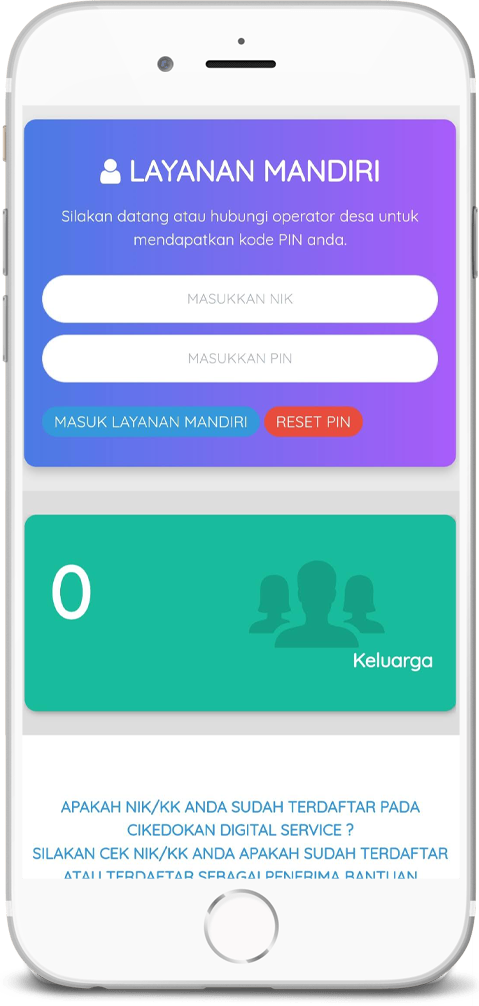 LAYANAN MANDIRI
Silakan datang atau hubungi operator desa untuk
mendapatkan kode PIN anda.
MASUKKAN NIK
MASUKKAN PIN
MASUK LAYANAN MANDIRI RESET PIN
0
Keluarga
APAKAH NIK/KK ANDA SUDAH TERDAFTAR PADA
CIKEDOKAN DIGITAL SERVICE ?
SILAKAN CEK NIK/KK ANDA APAKAH SUDAH TERDAFTAR
ATAU TERDAFTAR SEBAGAI PENERIMA BANTUAN